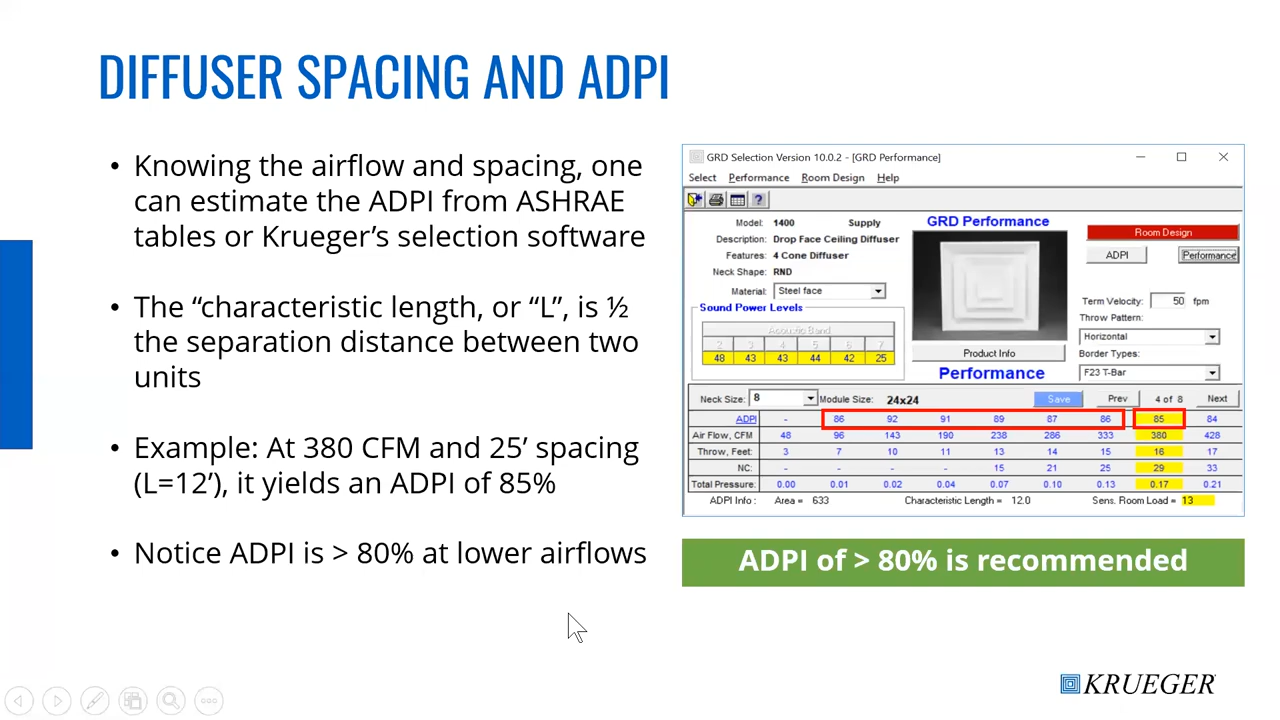 DIFFUSER SPACING AND ADPI
• Knowing the airflow and spacing, one
can estimate the ADPI from ASHRAE
tables or Krueger's selection software
• The “characteristic length, or “L”, is ½
the separation distance between two
units
• Example: At 380 CFM and 25’ spacing
(L=12’), it yields an ADPI of 85%
• Notice ADPI is > 80% at lower airflows
GRD Selection Version 10.0.2 - [GRD Performance]
Select Performance Room Design Help
Model: 1400 Supply
Description: Drop Face Ceiling Diffuser
Features: 4 Cone Diffuser
Neck Shape: RND
Material: Steel face
Sound Power Levels
Acoustic Band
2 3 4 5 6 7
48 43 43 44 42 25
GRD Performance
Product Info
Performance
Room Design
ADPI Performance
Term Velocity: 50 fpm
Throw Pattern:
Horizontal
Border Types:
F23 T-Bar
Neck Size: 8 Module Size: 24x24 Save Prev 4 of 8 Next
ADPI - 86 92 91 89 87 86 85 84
Air Flow, CFM 48 96 143 190 238 286 333 380 428
Throw, Feet: 3 7 10 11 13 14 15 16 17
NC: - - - - 15 21 25 29 33
Total Pressure: 0.00 0.01 0.02 0.04 0.07 0.10 0.13 0.17 0.21
ADPI Info : Area = 633 Characteristic Length = 12.0 Sens. Room Load = 13
ADPI of > 80% is recommended
KRUEGER